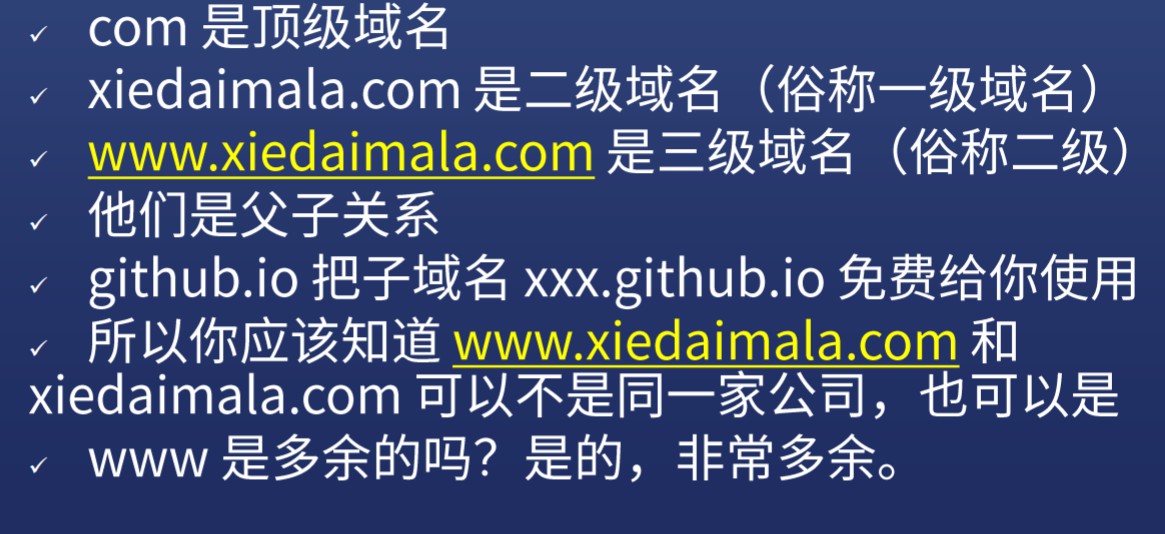 ✓ com 是顶级域名
✓ xiedaimala.com 是二级域名（俗称一级域名）
✓ www.xiedaimala.com 是三级域名（俗称二级）
✓ 他们是父子关系
✓ github.io 把子域名 xxx.github.io 免费给你使用
✓ 所以你应该知道 www.xiedaimala.com 和
xiedaimala.com 可以不是同一家公司，也可以是
✓ www 是多余的吗？是的，非常多余。